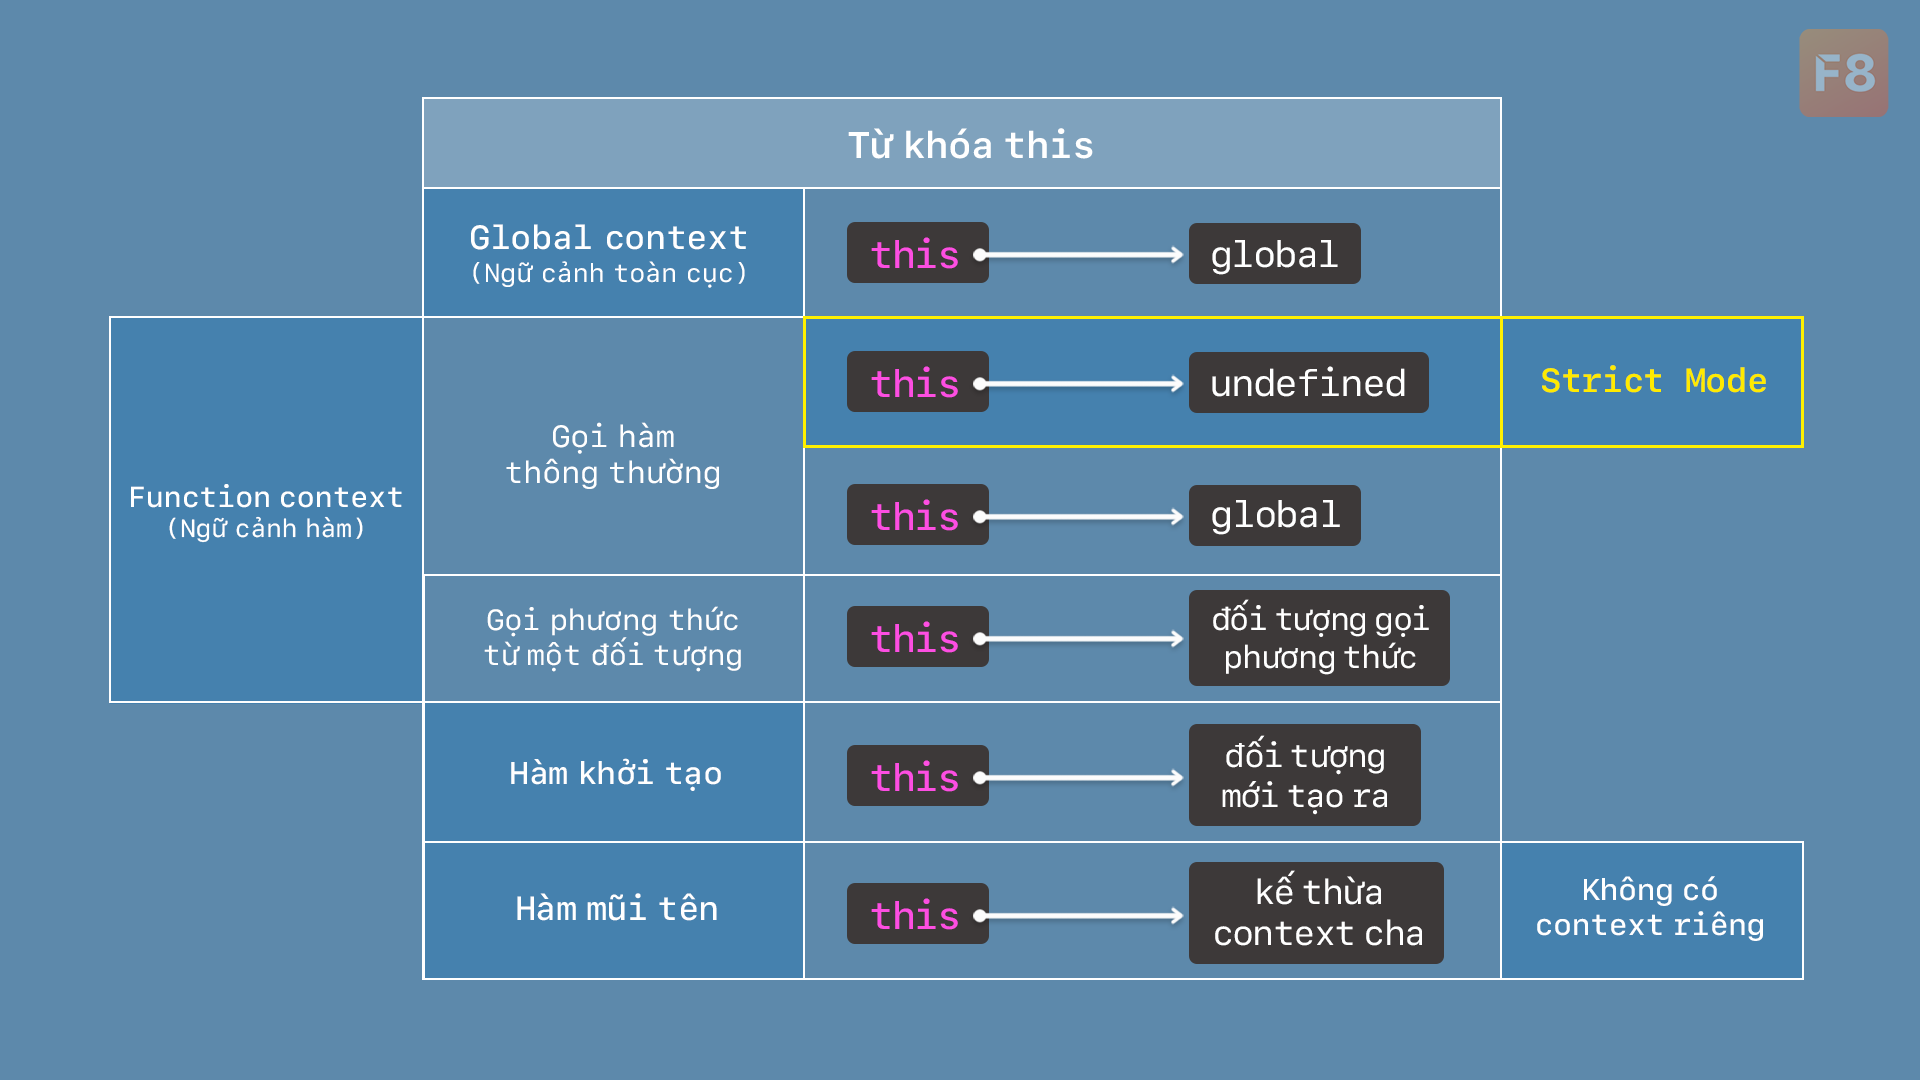 F8
Từ khóa this
Global context
(Ngữ cảnh toàn cục)
this
global
Function context
(Ngữ cảnh hàm)
Gọi hàm
thông thường
this
undefined
Strict Mode
this
global
Gọi phương thức
từ một đối tượng
this
đối tượng gọi
phương thức
Hàm khởi tạo
this
đối tượng
mới tạo ra
Hàm mũi tên
this
kế thừa
context cha
Không có
context riêng